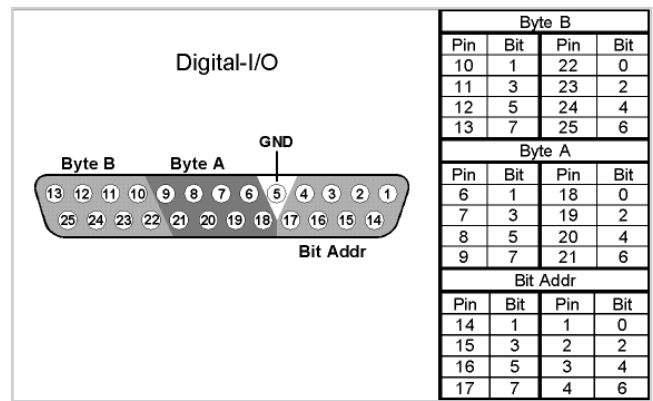 Digital-I/O
GND
Byte B Byte A
13 12 11 10 9 8 7 6 5 4 3 2 1
25 24 23 22 21 20 19 18 17 16 15 14
Bit Addr
Byte B
Pin Bit Pin Bit
10 1 22 0
11 3 23 2
12 5 24 4
13 7 25 6
Byte A
Pin Bit Pin Bit
6 1 18 0
7 3 19 2
8 5 20 4
9 7 21 6
Bit Addr
Pin Bit Pin Bit
14 1 1 0
15 3 2 2
16 5 3 4
17 7 4 6